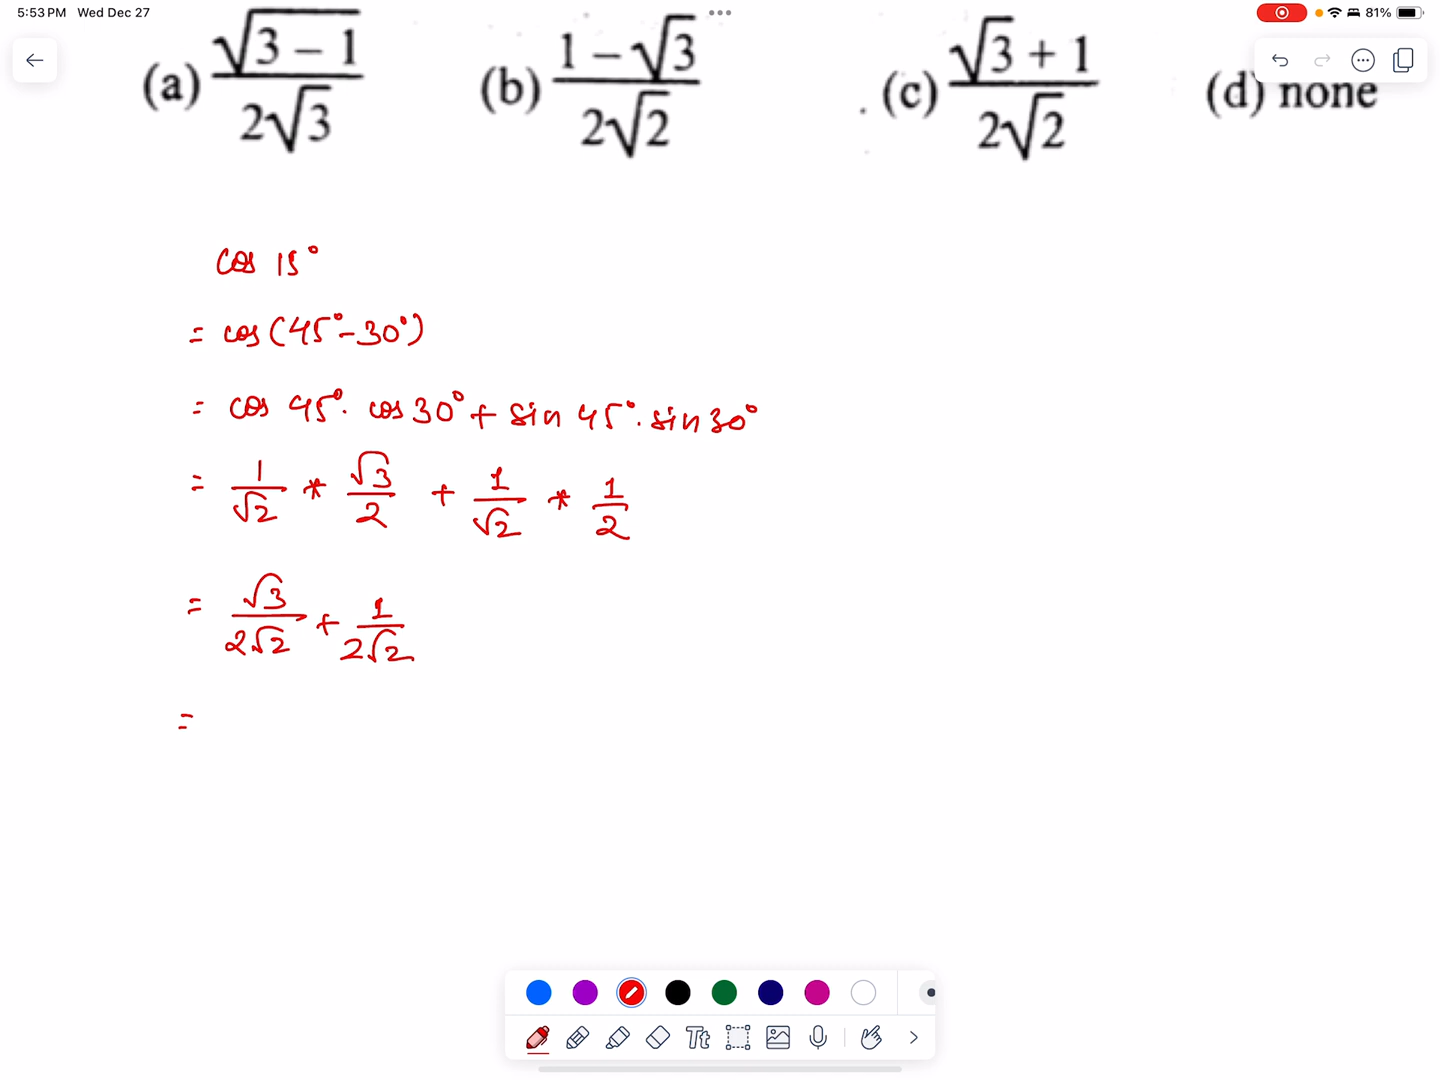 5:53 PM Wed Dec 27
81%
(a) √(3 − 1)/(2√3) (b) (1 − √3)/(2√2) (c) (√3 + 1)/(2√2) (d) none
cos 15°
= cos(45° - 30°)
= cos 45° · cos 30° + sin 45° · sin 30°
= 1/√2 * √3/2 + 1/√2 * 1/2
= √3/(2√2) + 1/(2√2)
=
Tt